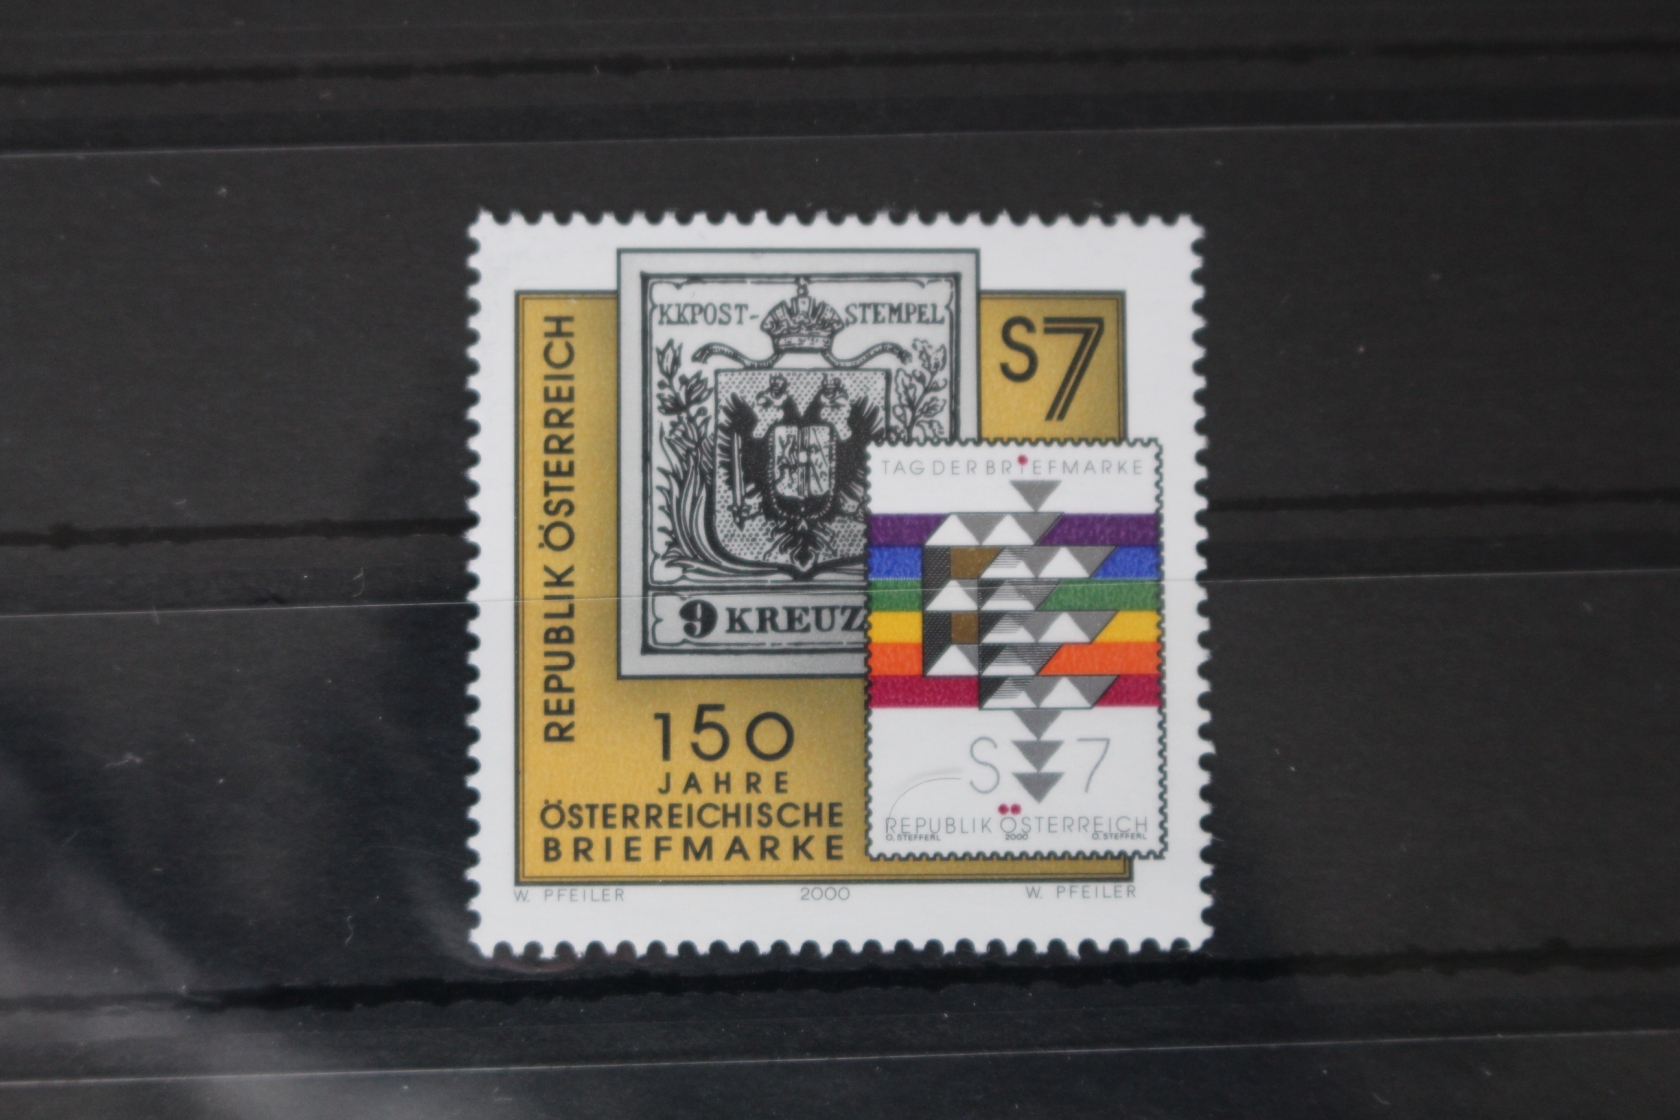 REPUBLIK ÖSTERREICH
KKPOST-STEMPEL
9 KREUZ
S7
TAG DER BRIEFMARKE
S 7
REPUBLIK ÖSTERREICH
O. STEFFERL 2000 O. STEFFERL
150
JAHRE
ÖSTERREICHISCHE
BRIEFMARKE
W. PFEILER 2000 W. PFEILER